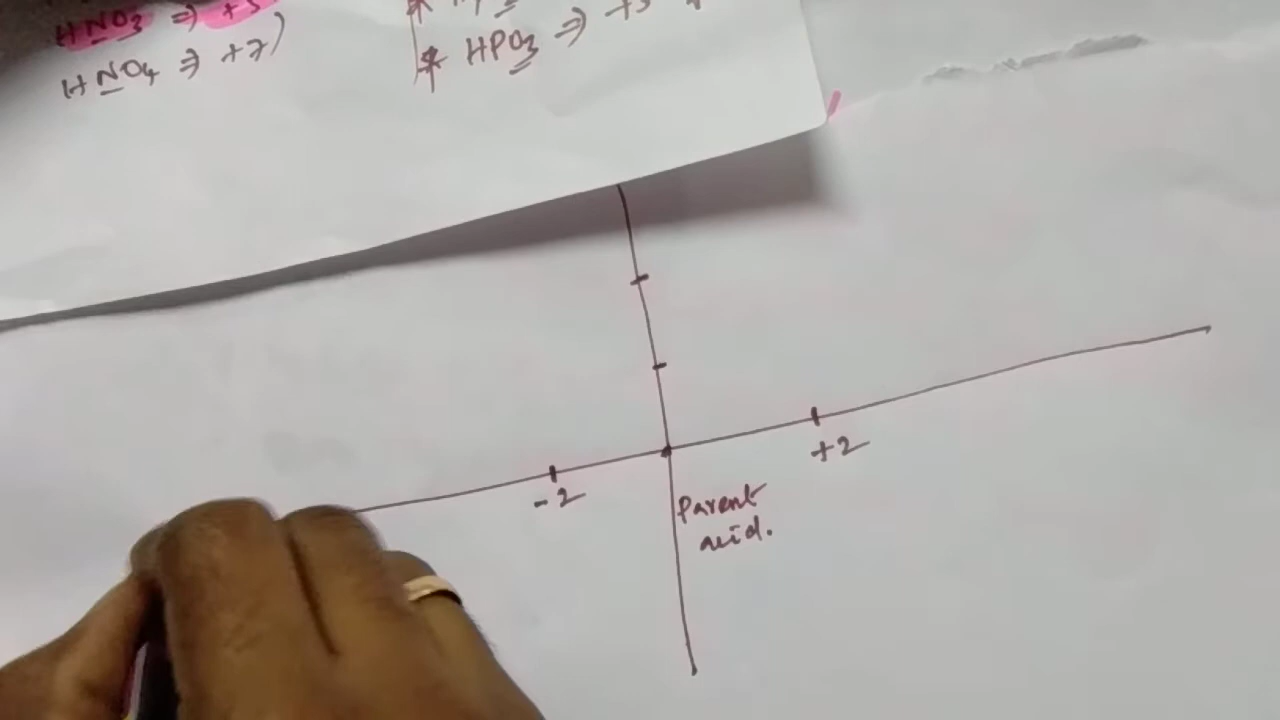 HNO3 ⇒ +5
HNO4 ⇒ +7)
* HPO3 ⇒ +5
-2
+2
Parent
acid.